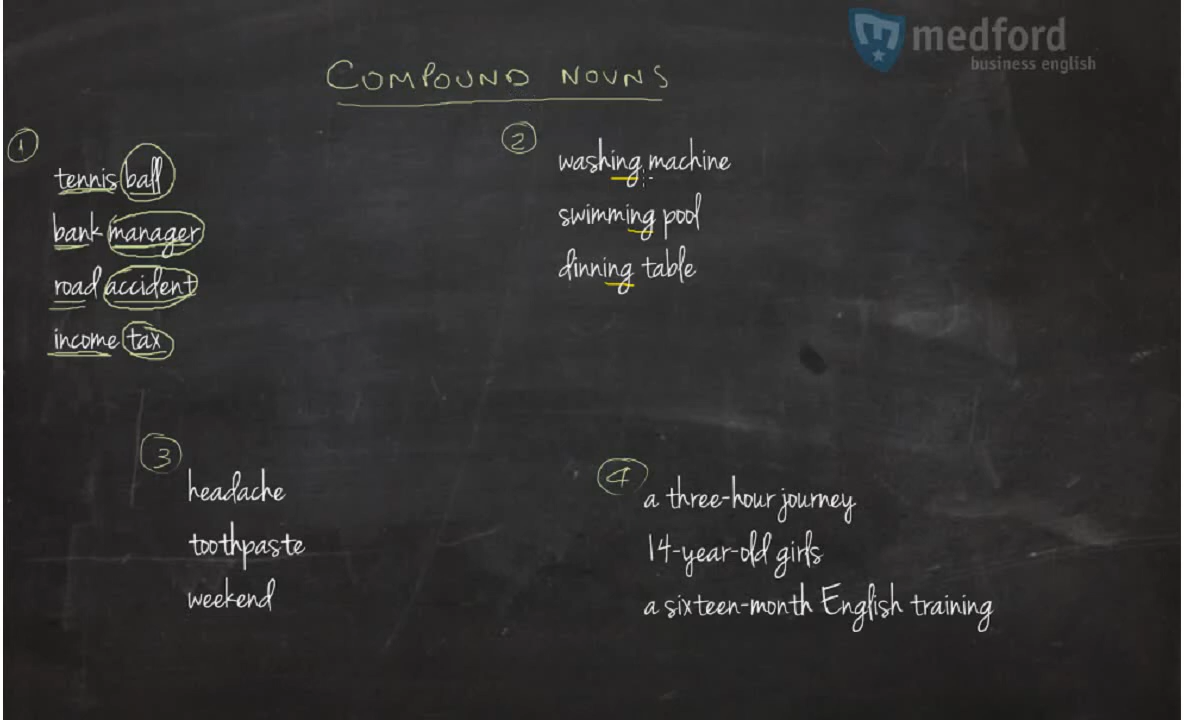 medford
business english
COMPOUND NOUNS
1
tennis ball
bank manager
road accident
income tax
2
washing machine
swimming pool
dinning table
3
headache
toothpaste
weekend
4
a three-hour journey
14-year-old girls
a sixteen-month English training